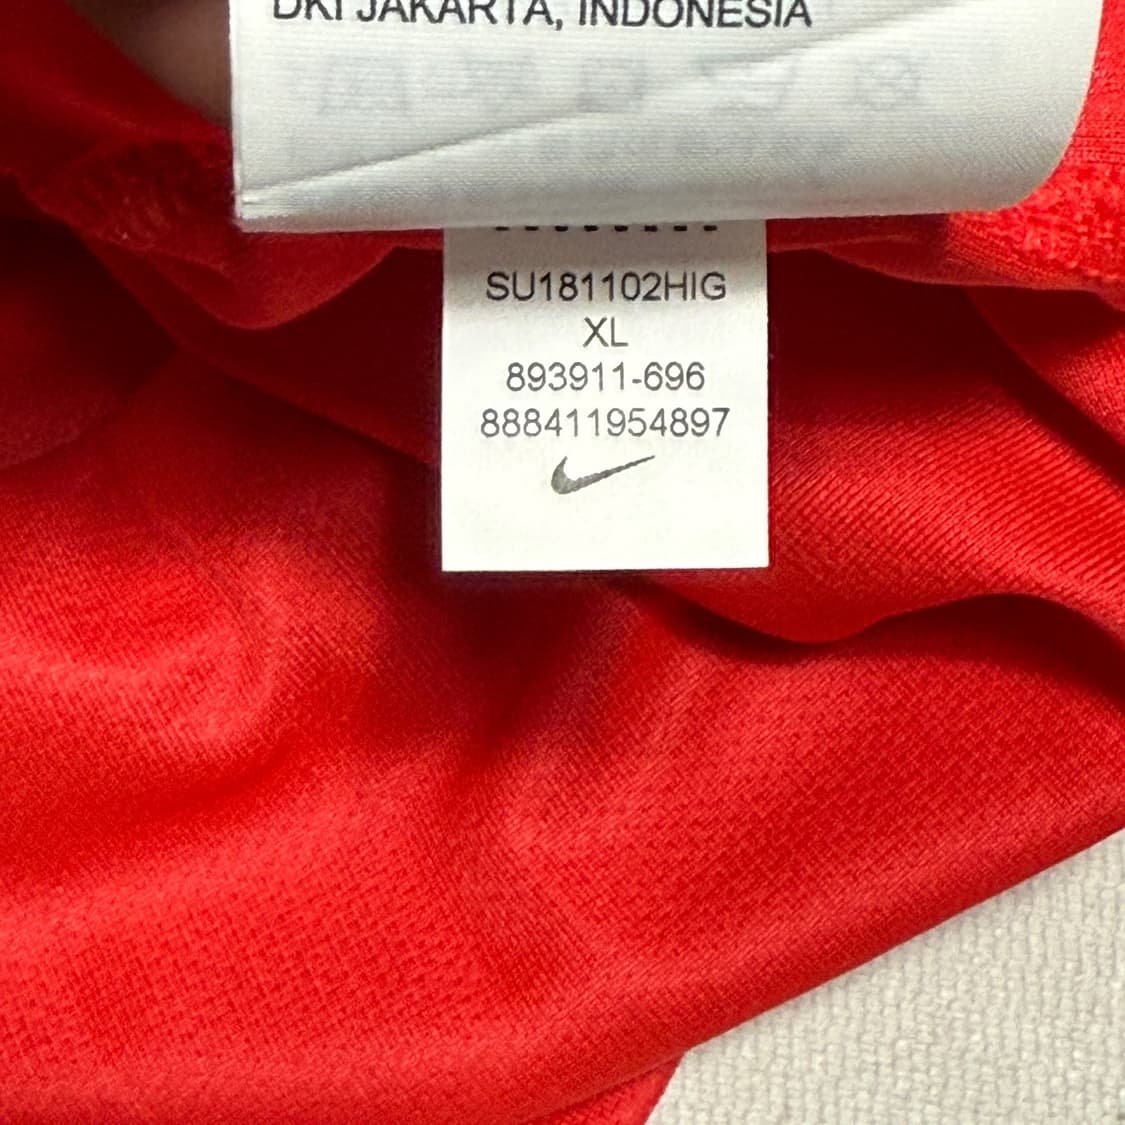 DKI JAKARTA, INDONESIA
SU181102HIG
XL
893911-696
888411954897